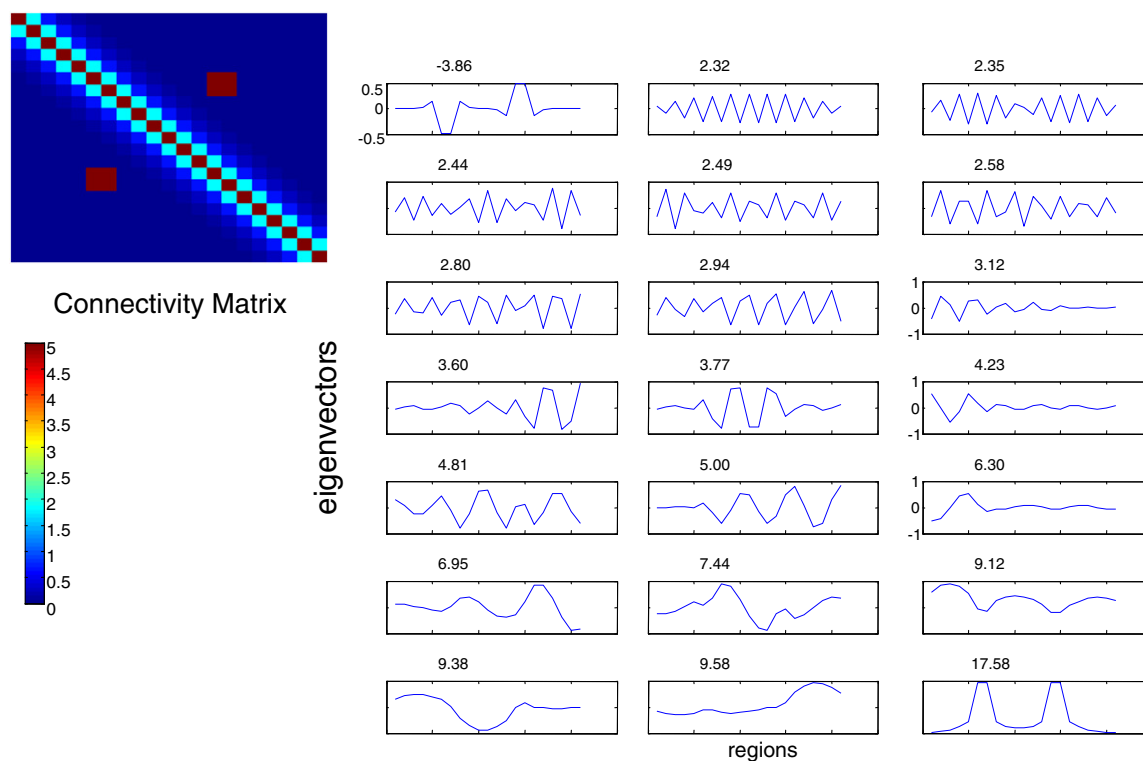 -3.86 2.32 2.35
0.5
0
-0.5
2.44 2.49 2.58
2.80 2.94 3.12
1
0
-1
Connectivity Matrix
5
4.5
4
3.5
3
2.5
2
1.5
1
0.5
0
eigenvectors
3.60 3.77 4.23
1
0
-1
4.81 5.00 6.30
1
0
-1
6.95 7.44 9.12
9.38 9.58 17.58
regions